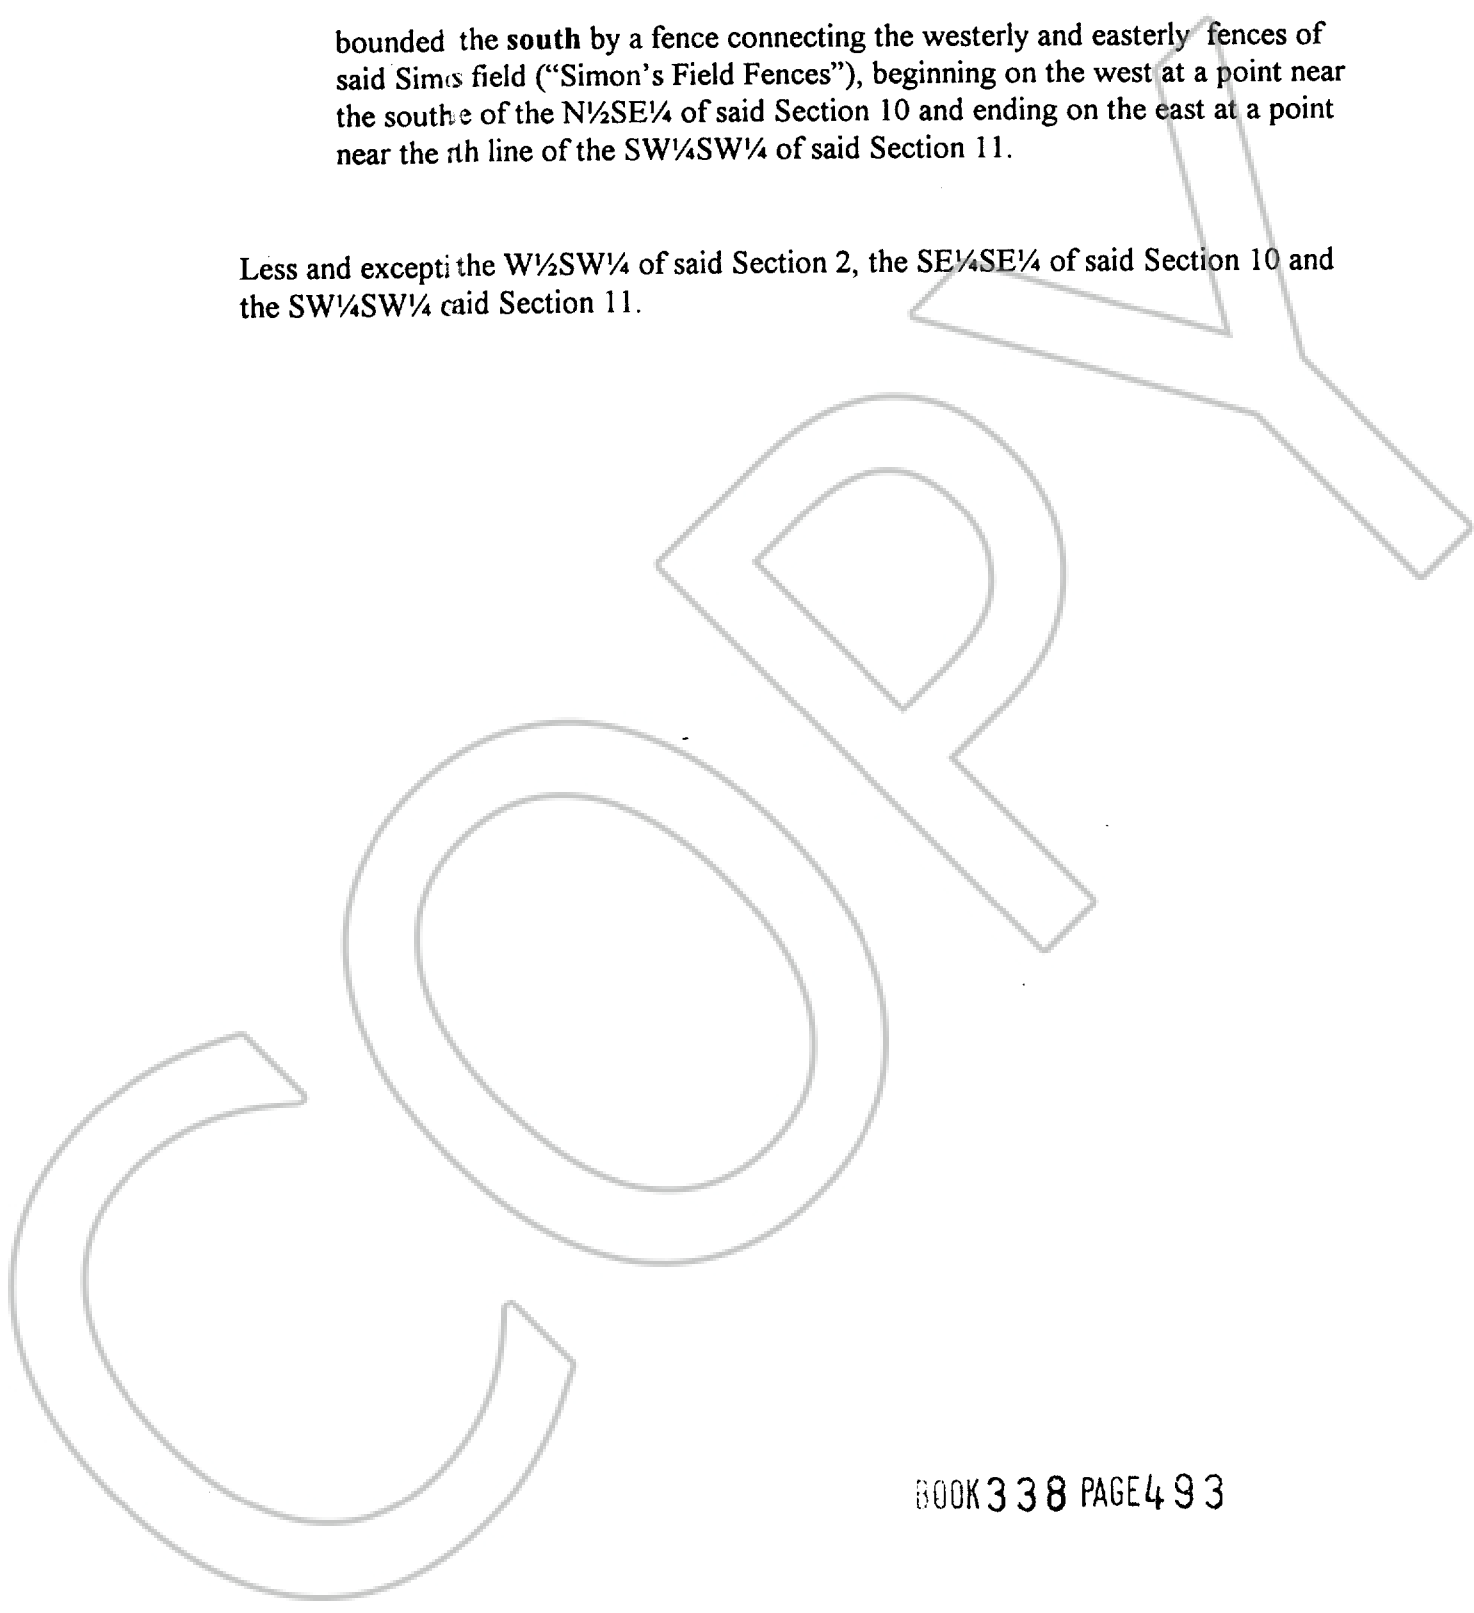 bounded the south by a fence connecting the westerly and easterly fences of
said field (“Simon’s Field Fences”), beginning on the west at a point near
the of the N½SE¼ of said Section 10 and ending on the east at a point
near the line of the SW¼SW¼ of said Section 11.
Less and excepti the W½SW¼ of said Section 2, the SE¼SE¼ of said Section 10 and
the SW¼SW¼ Section 11.
COPY
BOOK 338 PAGE 493